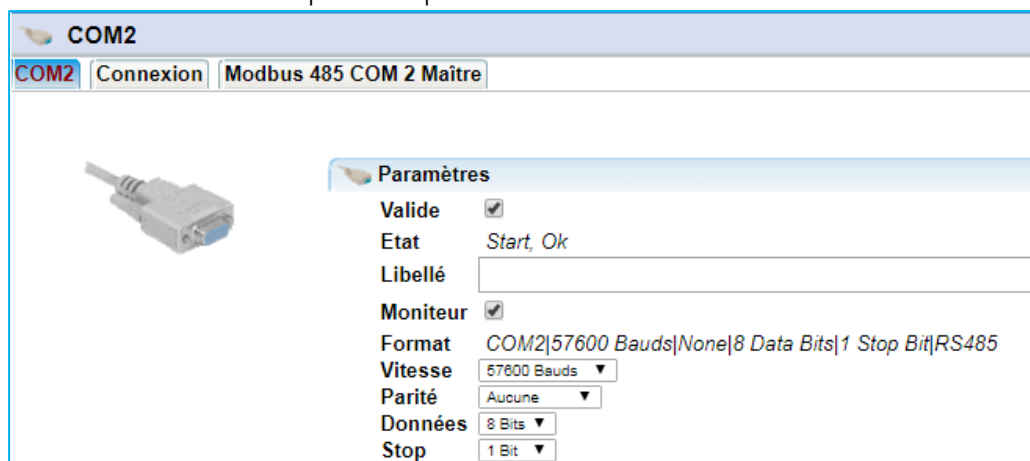 COM2
COM2 Connexion Modbus 485 COM 2 Maître
Paramètres
Valide
Etat Start, Ok
Libellé
Moniteur
Format COM2|57600 Bauds|None|8 Data Bits|1 Stop Bit|RS485
Vitesse 57600 Bauds
Parité Aucune
Données 8 Bits
Stop 1 Bit